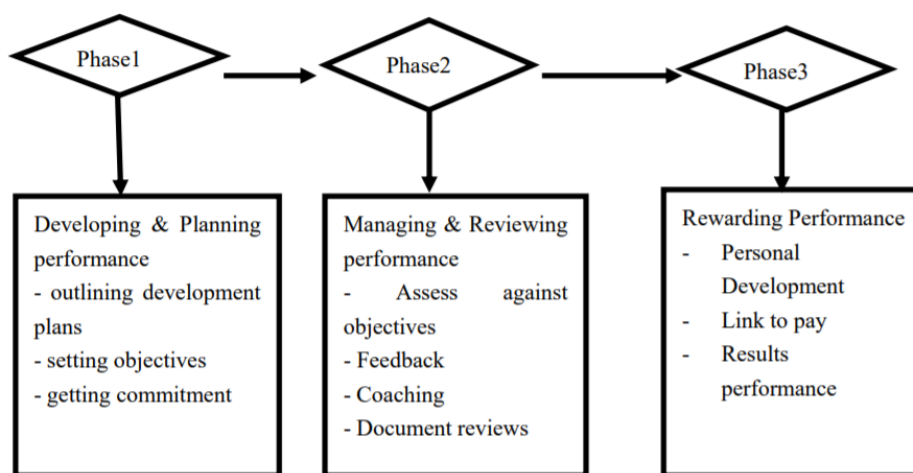 Phase1
Phase2
Phase3
Developing & Planning
performance
- outlining development
plans
- setting objectives
- getting commitment
Managing & Reviewing
performance
- Assess against
objectives
- Feedback
- Coaching
- Document reviews
Rewarding Performance
- Personal
Development
- Link to pay
- Results
performance